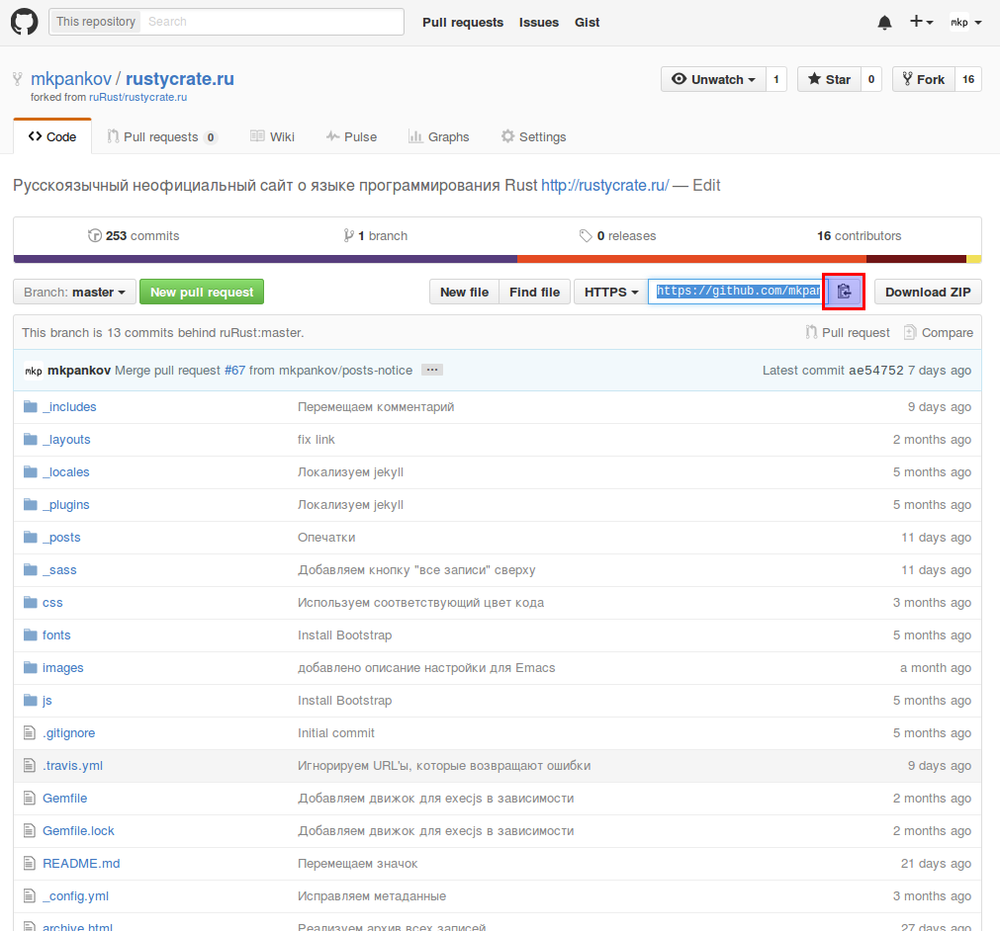 This repository Search Pull requests Issues Gist mkp
mkpankov / rustycrate.ru Unwatch 1 Star 0 Fork 16
forked from ruRust/rustycrate.ru
Code Pull requests 0 Wiki Pulse Graphs Settings
Русскоязычный неофициальный сайт о языке программирования Rust http://rustycrate.ru/ — Edit
253 commits 1 branch 0 releases 16 contributors
Branch: master New pull request New file Find file HTTPS https://github.com/mkpan Download ZIP
This branch is 13 commits behind ruRust:master. Pull request Compare
mkp mkpankov Merge pull request #67 from mkpankov/posts-notice ... Latest commit ae54752 7 days ago
_includes Перемещаем комментарий 9 days ago
_layouts fix link 2 months ago
_locales Локализуем jekyll 5 months ago
_plugins Локализуем jekyll 5 months ago
_posts Опечатки 11 days ago
_sass Добавляем кнопку "все записи" сверху 11 days ago
css Используем соответствующий цвет кода 3 months ago
fonts Install Bootstrap 5 months ago
images добавлено описание настройки для Emacs a month ago
js Install Bootstrap 5 months ago
.gitignore Initial commit 5 months ago
.travis.yml Игнорируем URL'ы, которые возвращают ошибки 9 days ago
Gemfile Добавляем движок для execjs в зависимости 2 months ago
Gemfile.lock Добавляем движок для execjs в зависимости 2 months ago
README.md Перемещаем значок 21 days ago
_config.yml Исправляем метаданные 3 months ago
archive.html Реализуем архив всех записей 27 days ago